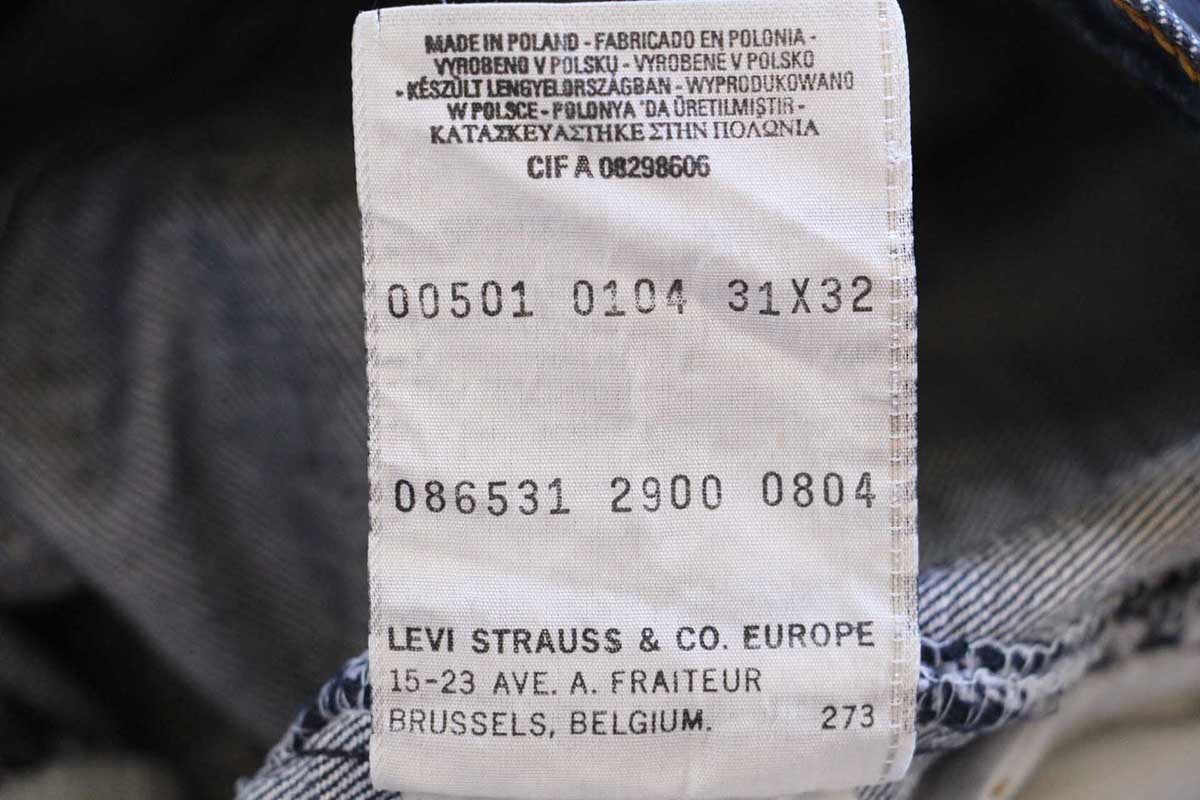 MADE IN POLAND - FABRICADO EN POLONIA -
VYROBENO V POLSKU - VYROBENÉ V POLSKO
- KÉSZÜLT LENGYELORSZÁGBAN - WYPRODUKOWANO
W POLSCE - POLONYA 'DA ÜRETILMIŞTIR -
ΚΑΤΑΣΚΕΥΑΣΤΗΚΕ ΣΤΗΝ ΠΟΛΩΝΙΑ
CIF A 08298606
00501 0104 31X32
086531 2900 0804
LEVI STRAUSS & CO. EUROPE
15-23 AVE. A. FRAITEUR
BRUSSELS, BELGIUM. 273